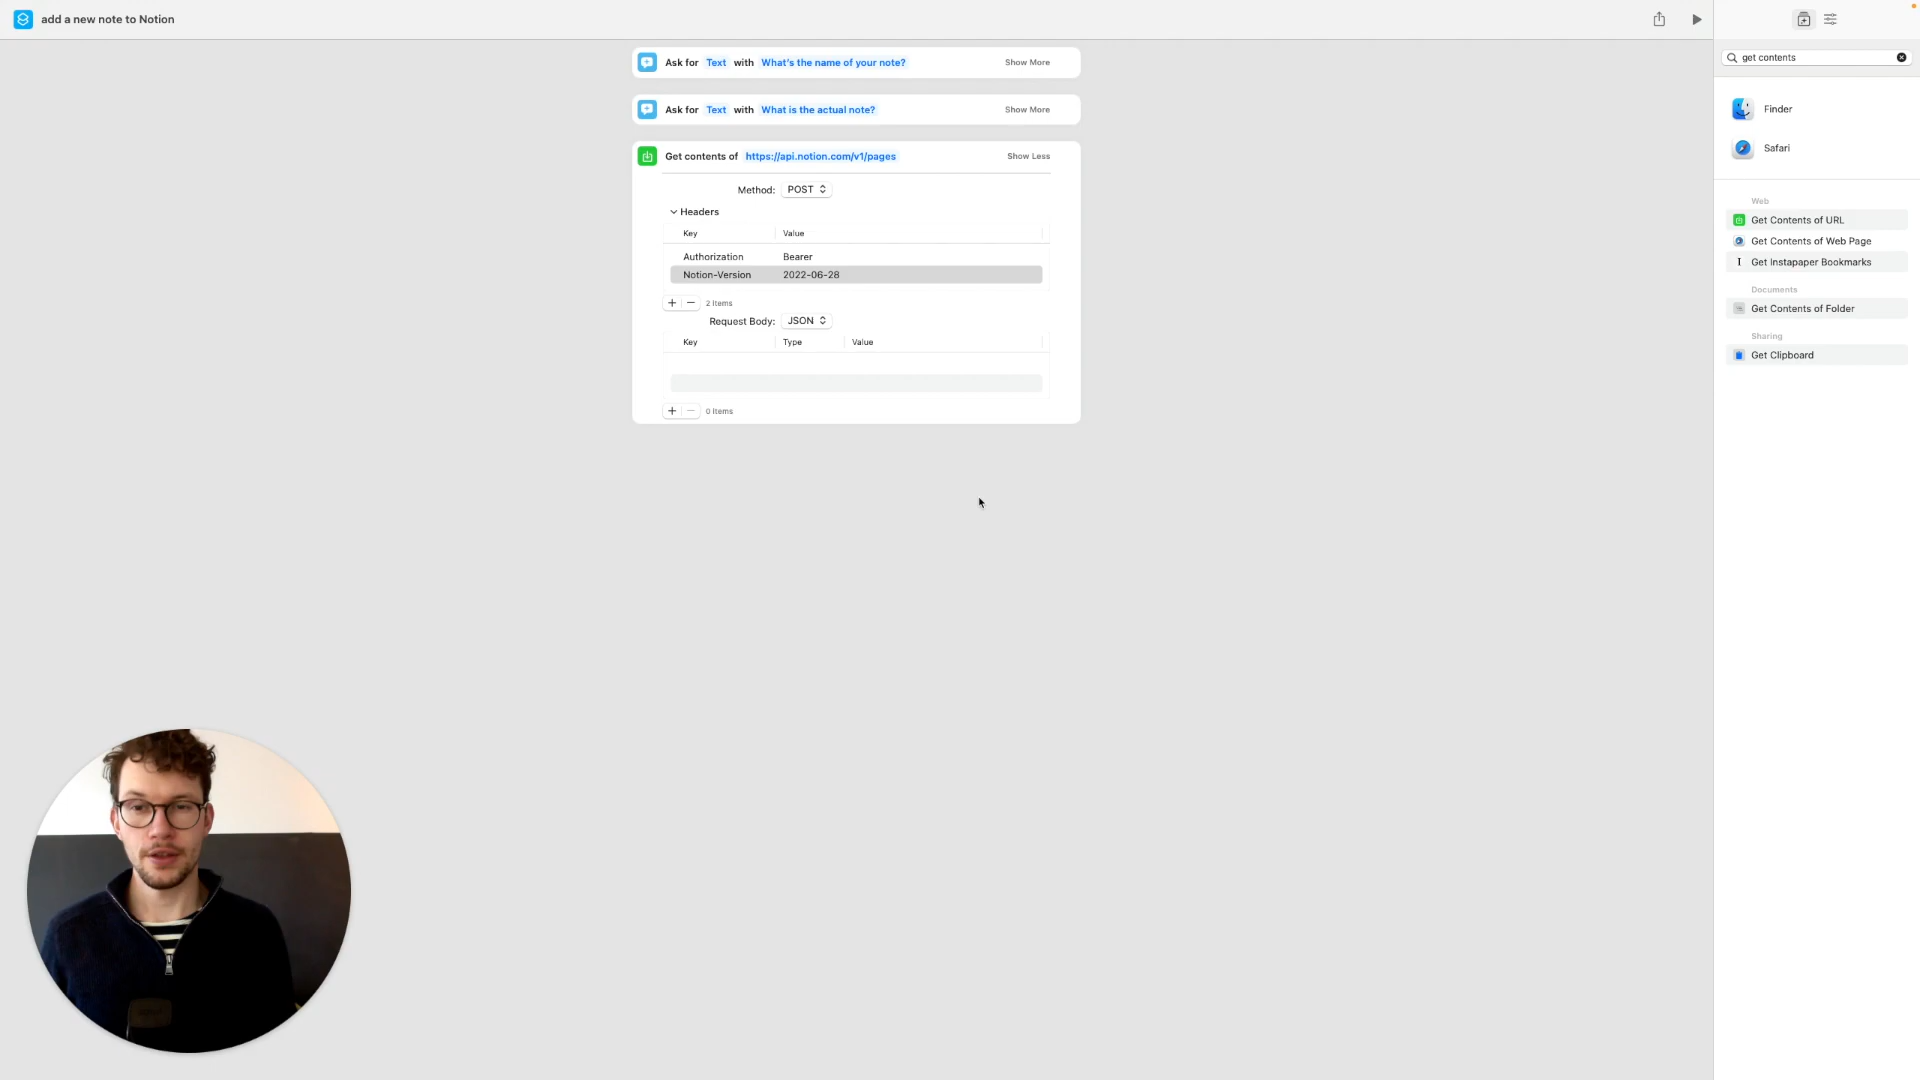 add a new note to Notion
Ask for Text with What's the name of your note? Show More
Ask for Text with What is the actual note? Show More
Get contents of https://api.notion.com/v1/pages Show Less
Method: POST
Headers
Key Value
Authorization Bearer
Notion-Version 2022-06-28
+ − 2 items
Request Body: JSON
Key Type Value
+ − 0 items
get contents
Finder
Safari
Web
Get Contents of URL
Get Contents of Web Page
I Get Instapaper Bookmarks
Documents
Get Contents of Folder
Sharing
Get Clipboard